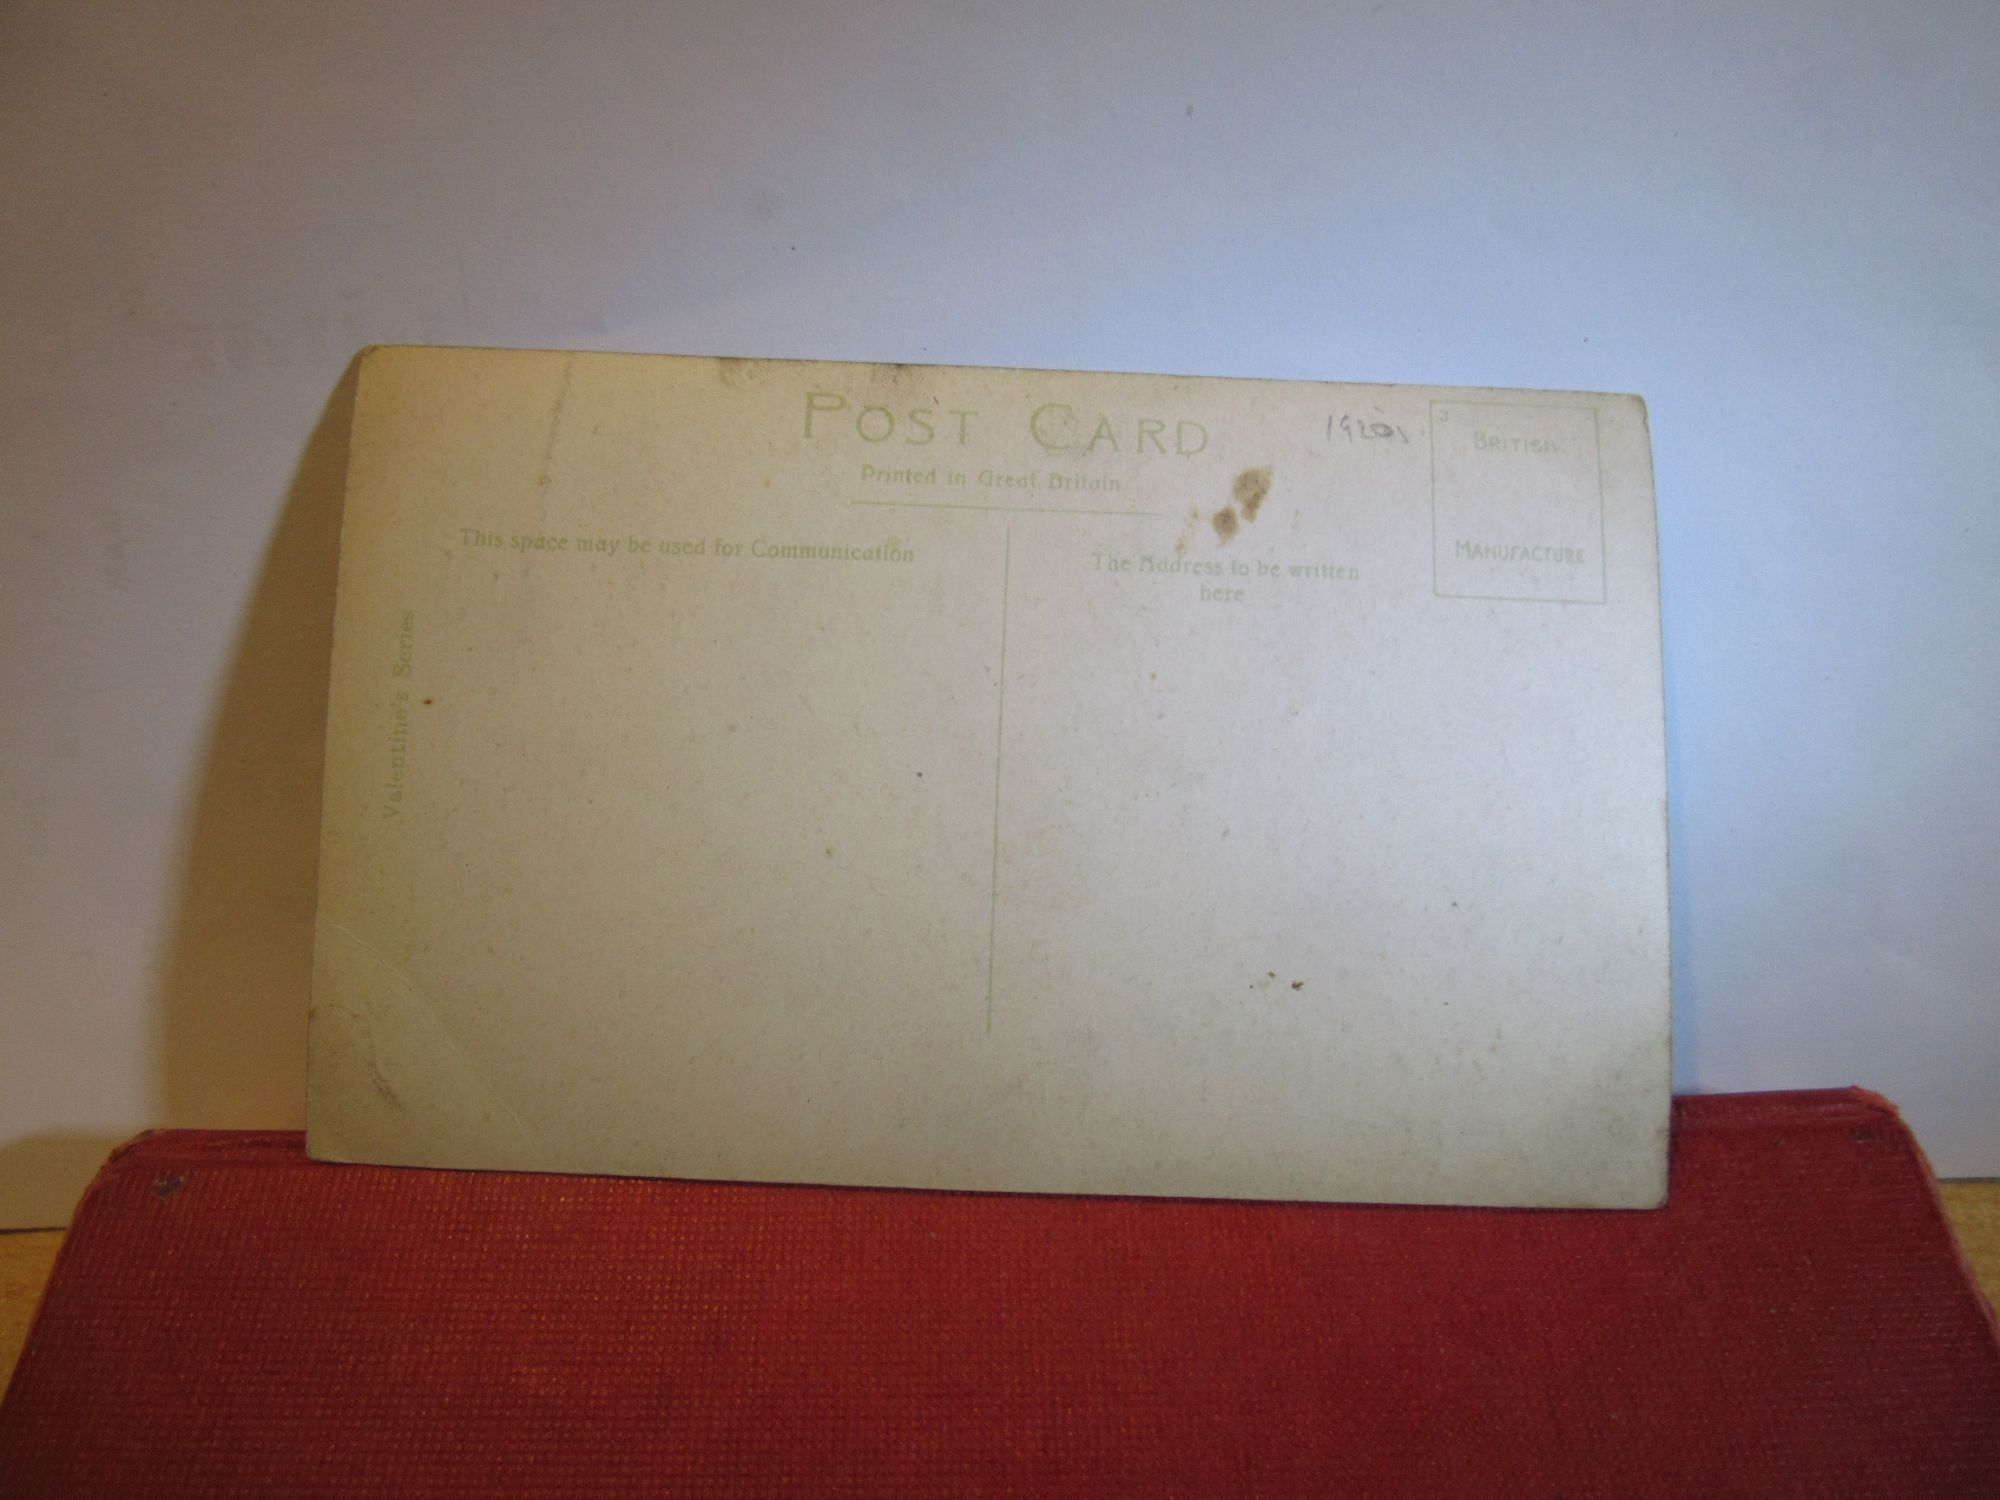 POST CARD
Printed in Great Britain
1920s
3
BRITISH
MANUFACTURE
This space may be used for Communication
The Address to be written
here
Valentine's Series